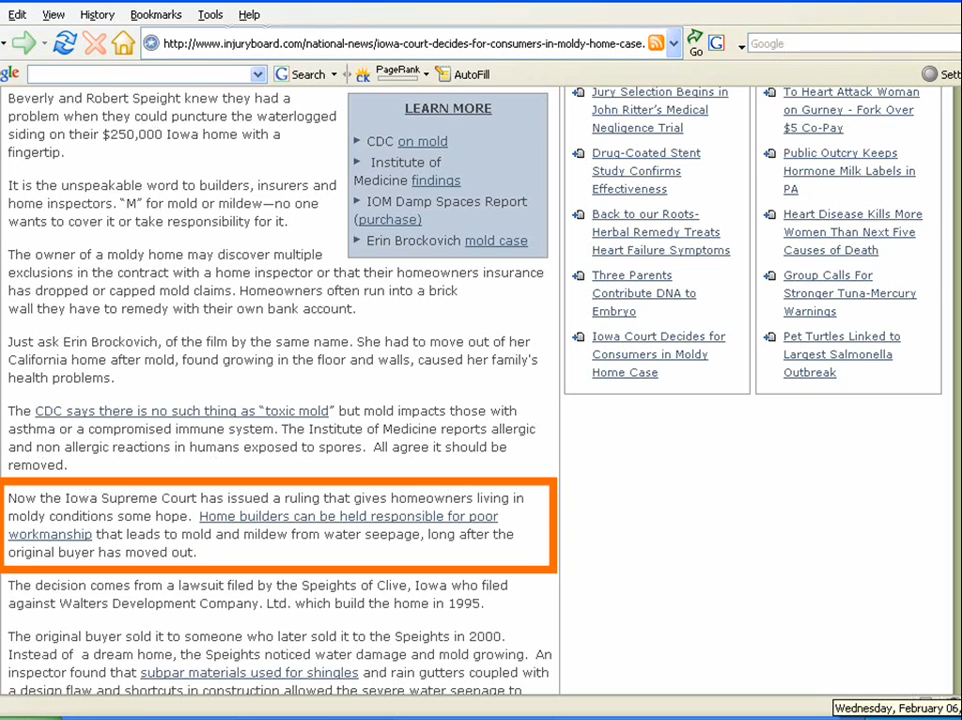 Edit View History Bookmarks Tools Help
http://www.injuryboard.com/national-news/iowa-court-decides-for-consumers-in-moldy-home-case.
Go
G Google
gle
G Search
PageRank
AutoFill
Sett
Beverly and Robert Speight knew they had a
problem when they could puncture the waterlogged
siding on their $250,000 Iowa home with a
fingertip.
It is the unspeakable word to builders, insurers and
home inspectors. “M” for mold or mildew—no one
wants to cover it or take responsibility for it.
The owner of a moldy home may discover multiple
exclusions in the contract with a home inspector or that their homeowners insurance
has dropped or capped mold claims. Homeowners often run into a brick
wall they have to remedy with their own bank account.
Just ask Erin Brockovich, of the film by the same name. She had to move out of her
California home after mold, found growing in the floor and walls, caused her family's
health problems.
The CDC says there is no such thing as “toxic mold” but mold impacts those with
asthma or a compromised immune system. The Institute of Medicine reports allergic
and non allergic reactions in humans exposed to spores. All agree it should be
removed.
Now the Iowa Supreme Court has issued a ruling that gives homeowners living in
moldy conditions some hope. Home builders can be held responsible for poor
workmanship that leads to mold and mildew from water seepage, long after the
original buyer has moved out.
The decision comes from a lawsuit filed by the Speights of Clive, Iowa who filed
against Walters Development Company. Ltd. which build the home in 1995.
The original buyer sold it to someone who later sold it to the Speights in 2000.
Instead of a dream home, the Speights noticed water damage and mold growing. An
inspector found that subpar materials used for shingles and rain gutters coupled with
a design flaw and shortcuts in construction allowed the severe water seepage to
LEARN MORE
CDC on mold
Institute of
Medicine findings
IOM Damp Spaces Report
(purchase)
Erin Brockovich mold case
Jury Selection Begins in
John Ritter’s Medical
Negligence Trial
Drug-Coated Stent
Study Confirms
Effectiveness
Back to our Roots-
Herbal Remedy Treats
Heart Failure Symptoms
Three Parents
Contribute DNA to
Embryo
Iowa Court Decides for
Consumers in Moldy
Home Case
To Heart Attack Woman
on Gurney - Fork Over
$5 Co-Pay
Public Outcry Keeps
Hormone Milk Labels in
PA
Heart Disease Kills More
Women Than Next Five
Causes of Death
Group Calls For
Stronger Tuna-Mercury
Warnings
Pet Turtles Linked to
Largest Salmonella
Outbreak
Wednesday, February 06,